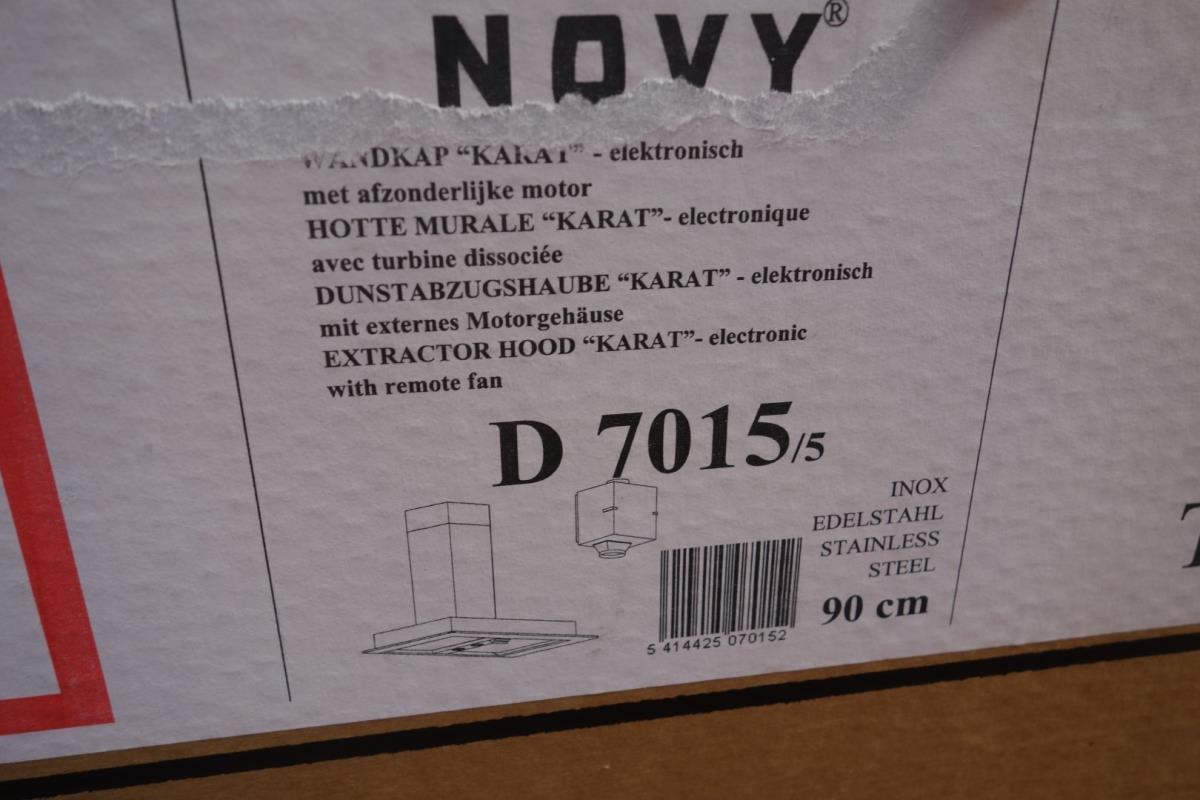 NOVY®
WANDKAP “KARAT” - elektronisch
met afzonderlijke motor
HOTTE MURALE “KARAT”- electronique
avec turbine dissociée
DUNSTABZUGSHAUBE “KARAT” - elektronisch
mit externes Motorgehäuse
EXTRACTOR HOOD “KARAT”- electronic
with remote fan
D 7015/5
INOX
EDELSTAHL
STAINLESS
STEEL
90 cm
5 414425 070152